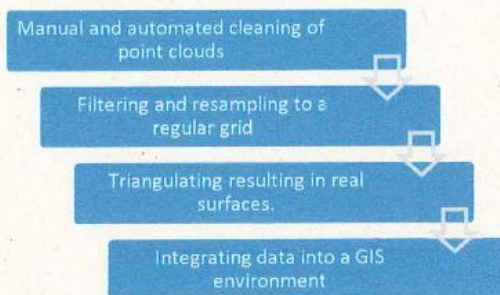 Manual and automated cleaning of
point clouds
Filtering and resampling to a
regular grid
Triangulating resulting in real
surfaces.
Integrating data into a GIS
environment